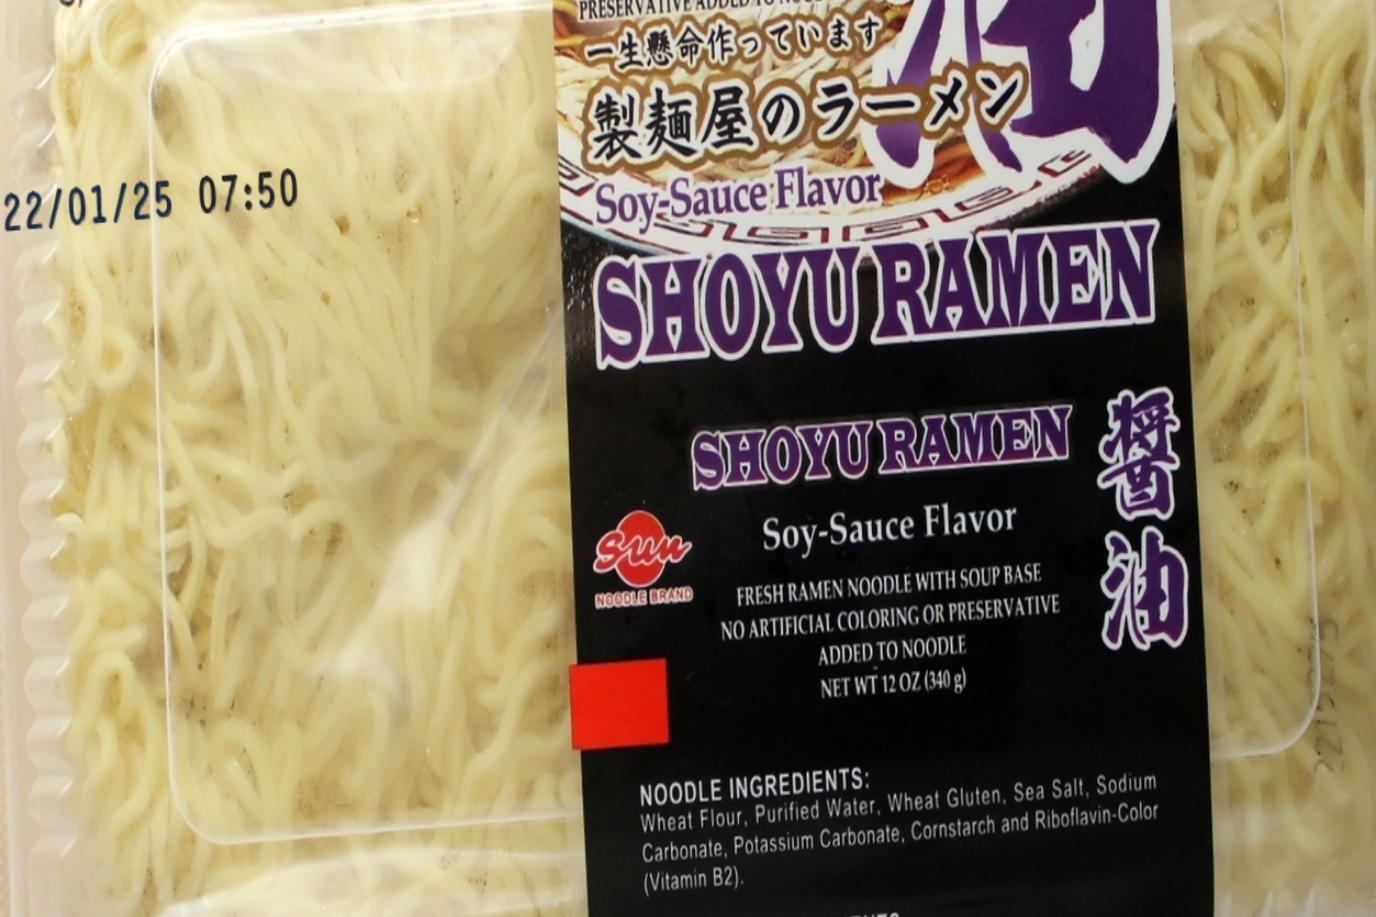 PRESERVATIVE ADDED TO
一生懸命作っています
製麺屋のラーメン
油
22/01/25 07:50
Soy-Sauce Flavor
SHOYU RAMEN
SHOYU RAMEN
醤油
Soy-Sauce Flavor
Sun
NOODLE BRAND
FRESH RAMEN NOODLE WITH SOUP BASE
NO ARTIFICIAL COLORING OR PRESERVATIVE
ADDED TO NOODLE
NET WT 12 OZ (340 g)
NOODLE INGREDIENTS:
Wheat Flour, Purified Water, Wheat Gluten, Sea Salt, Sodium
Carbonate, Potassium Carbonate, Cornstarch and Riboflavin-Color
(Vitamin B2).